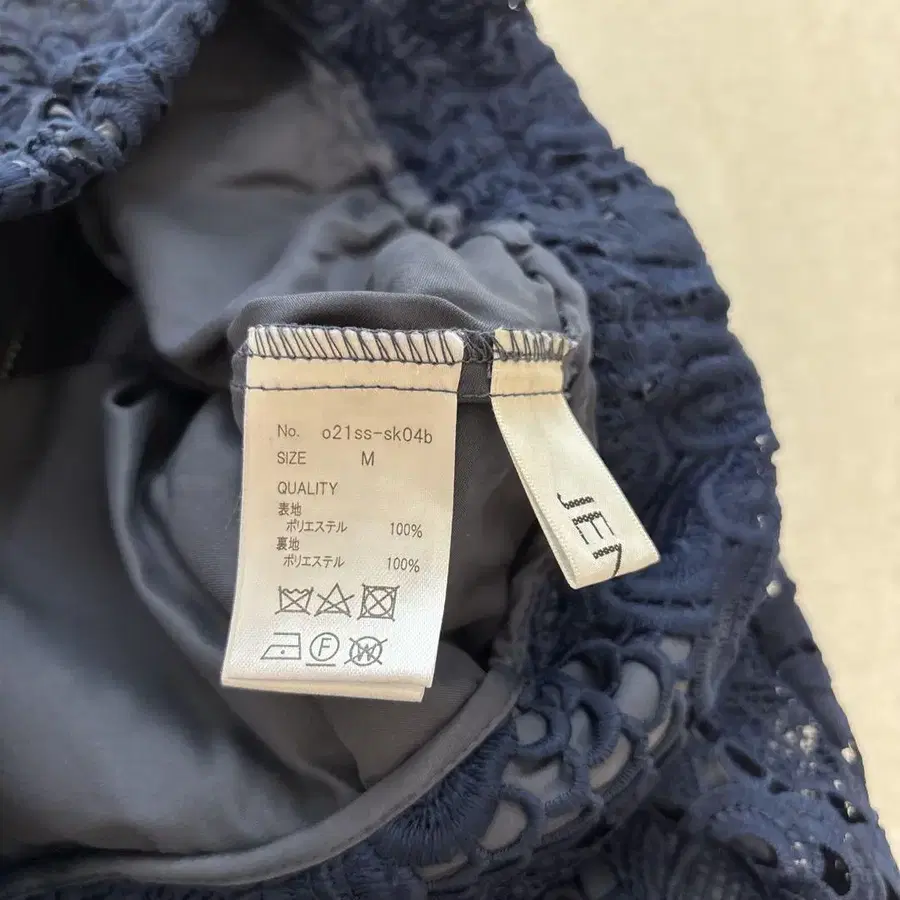 No. o21ss-sk04b
SIZE M
QUALITY
表地
ポリエステル 100%
裏地
ポリエステル 100%
F
W